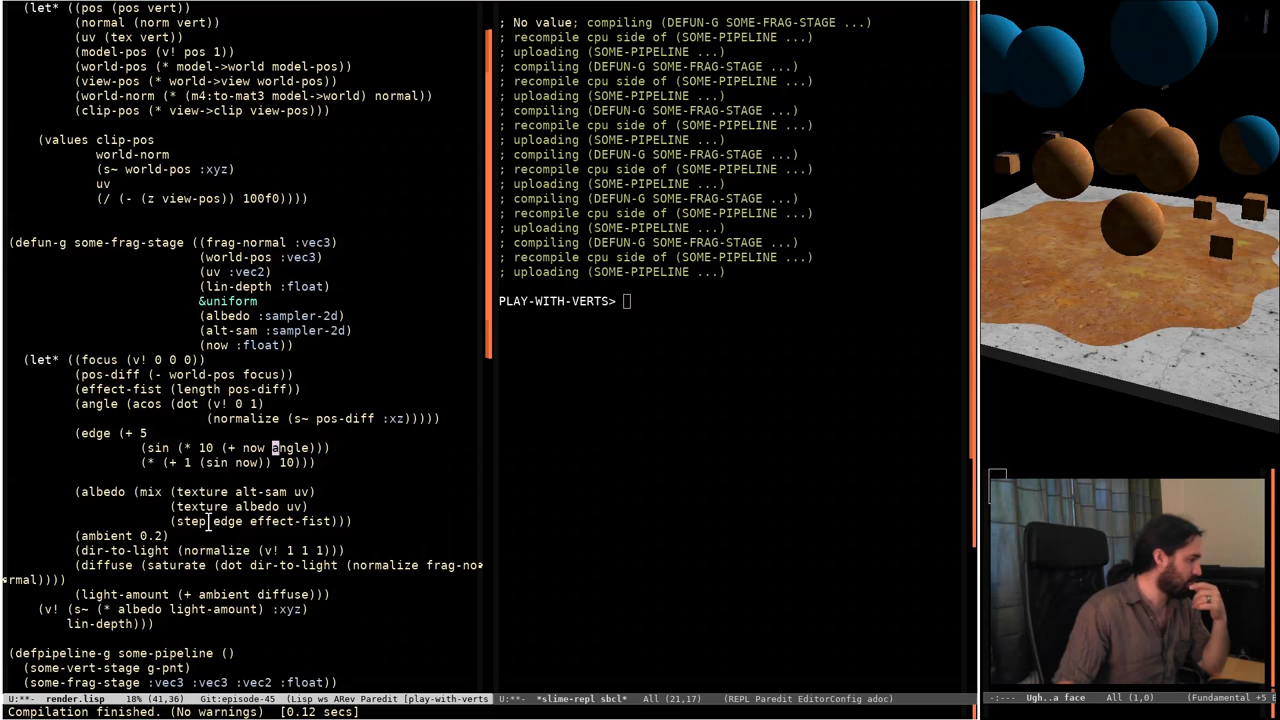 (let* ((pos (pos vert))
(normal (norm vert))
(uv (tex vert))
(model-pos (v! pos 1))
(world-pos (* model->world model-pos))
(view-pos (* world->view world-pos))
(world-norm (* (m4:to-mat3 model->world) normal))
(clip-pos (* view->clip view-pos)))
(values clip-pos
world-norm
(s~ world-pos :xyz)
uv
(/ (- (z view-pos)) 100f0))))
(defun-g some-frag-stage ((frag-normal :vec3)
(world-pos :vec3)
(uv :vec2)
(lin-depth :float)
&uniform
(albedo :sampler-2d)
(alt-sam :sampler-2d)
(now :float))
(let* ((focus (v! 0 0 0))
(pos-diff (- world-pos focus))
(effect-fist (length pos-diff))
(angle (acos (dot (v! 0 1)
(normalize (s~ pos-diff :xz)))))
(edge (+ 5
(sin (* 10 (+ now angle)))
(* (+ 1 (sin now)) 10)))
(albedo (mix (texture alt-sam uv)
(texture albedo uv)
(step edge effect-fist)))
(ambient 0.2)
(dir-to-light (normalize (v! 1 1 1)))
(diffuse (saturate (dot dir-to-light (normalize frag-no
rmal))))
(light-amount (+ ambient diffuse)))
(v! (s~ (* albedo light-amount) :xyz)
lin-depth)))
(defpipeline-g some-pipeline ()
(some-vert-stage g-pnt)
(some-frag-stage :vec3 :vec3 :vec2 :float))
U:**- render.lisp 18% (41,36) Git:episode-45 (Lisp ws ARev Paredit [play-with-verts
Compilation finished. (No warnings) [0.12 secs]
; No value; compiling (DEFUN-G SOME-FRAG-STAGE ...)
; recompile cpu side of (SOME-PIPELINE ...)
; uploading (SOME-PIPELINE ...)
; compiling (DEFUN-G SOME-FRAG-STAGE ...)
; recompile cpu side of (SOME-PIPELINE ...)
; uploading (SOME-PIPELINE ...)
; compiling (DEFUN-G SOME-FRAG-STAGE ...)
; recompile cpu side of (SOME-PIPELINE ...)
; uploading (SOME-PIPELINE ...)
; compiling (DEFUN-G SOME-FRAG-STAGE ...)
; recompile cpu side of (SOME-PIPELINE ...)
; uploading (SOME-PIPELINE ...)
; compiling (DEFUN-G SOME-FRAG-STAGE ...)
; recompile cpu side of (SOME-PIPELINE ...)
; uploading (SOME-PIPELINE ...)
; compiling (DEFUN-G SOME-FRAG-STAGE ...)
; recompile cpu side of (SOME-PIPELINE ...)
; uploading (SOME-PIPELINE ...)
PLAY-WITH-VERTS>
U:**- *slime-repl sbcl* All (21,17) (REPL Paredit EditorConfig adoc)
-:--- Ugh..a face All (1,0) (Fundamental +5 E